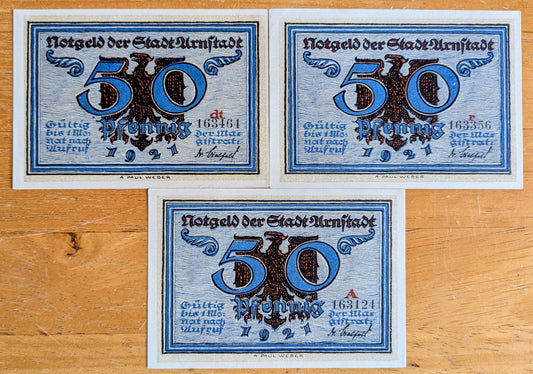 Notgeld der Stadt Arnstadt
50
dt
163464
Pfennig
Gültig
bis 1 Mo=
nat nach
Aufruf
1921
Der Ma=
gistrat:
A PAUL WEBER
Notgeld der Stadt Arnstadt
50
r
163356
Pfennig
Gültig
bis 1 Mo=
nat nach
Aufruf
1921
Der Ma=
gistrat:
A PAUL WEBER
Notgeld der Stadt Arnstadt
50
A
163124
Pfennig
Gültig
bis 1 Mo=
nat nach
Aufruf
1921
Der Ma=
gistrat:
A PAUL WEBER